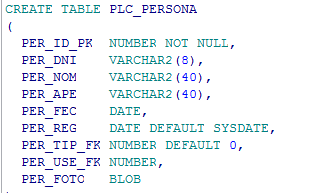 CREATE TABLE PLC_PERSONA
(
PER_ID_PK NUMBER NOT NULL,
PER_DNI VARCHAR2(8),
PER_NOM VARCHAR2(40),
PER_APE VARCHAR2(40),
PER_FEC DATE,
PER_REG DATE DEFAULT SYSDATE,
PER_TIP_FK NUMBER DEFAULT 0,
PER_USE_FK NUMBER,
PER_FOTO BLOB